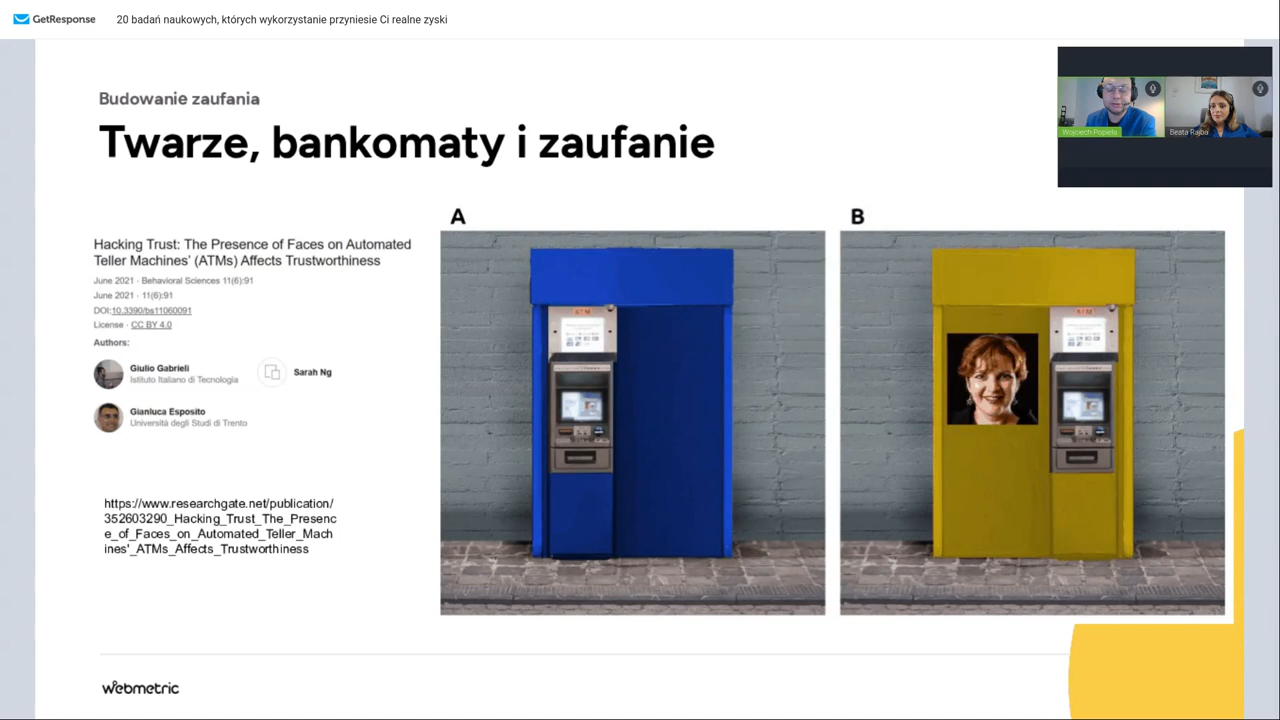 GetResponse
20 badań naukowych, których wykorzystanie przyniesie Ci realne zyski
Wojciech Popiela
Beata Rajba
Budowanie zaufania
Twarze, bankomaty i zaufanie
Hacking Trust: The Presence of Faces on Automated
Teller Machines' (ATMs) Affects Trustworthiness
June 2021 · Behavioral Sciences 11(6):91
June 2021 · 11(6):91
DOI:10.3390/bs11060091
License · CC BY 4.0
Authors:
Giulio Gabrieli
Istituto Italiano di Tecnologia
Sarah Ng
Gianluca Esposito
Università degli Studi di Trento
https://www.researchgate.net/publication/
352603290_Hacking_Trust_The_Presenc
e_of_Faces_on_Automated_Teller_Mach
ines'_ATMs_Affects_Trustworthiness
A
ATM
B
ATM
webmetric